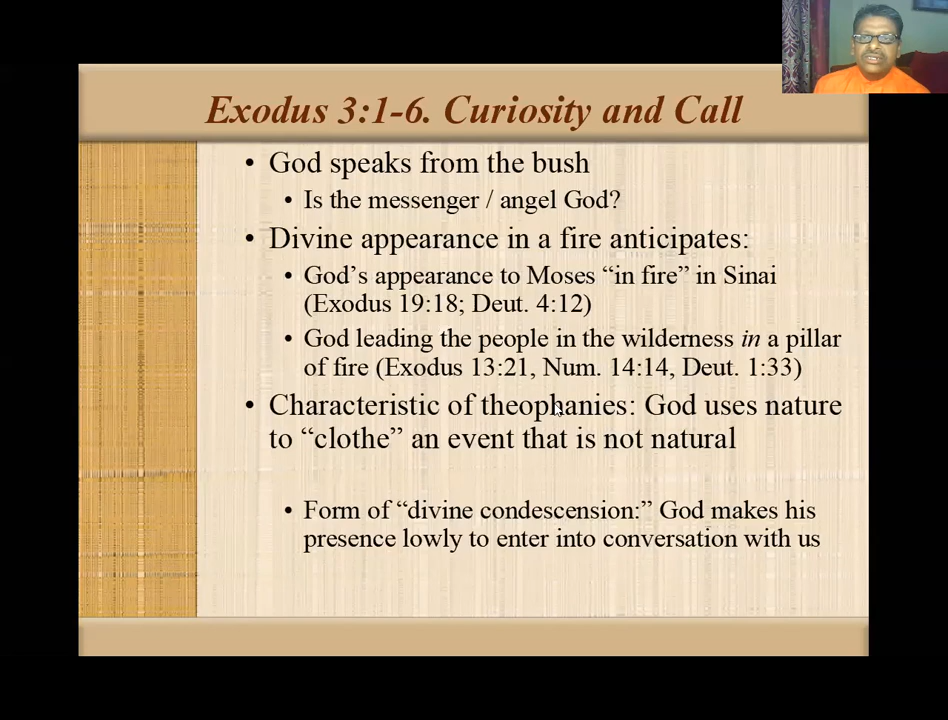 Exodus 3:1-6. Curiosity and Call
• God speaks from the bush
• Is the messenger / angel God?
• Divine appearance in a fire anticipates:
• God’s appearance to Moses “in fire” in Sinai
(Exodus 19:18; Deut. 4:12)
• God leading the people in the wilderness in a pillar
of fire (Exodus 13:21, Num. 14:14, Deut. 1:33)
• Characteristic of theophanies: God uses nature
to “clothe” an event that is not natural
• Form of “divine condescension:” God makes his
presence lowly to enter into conversation with us